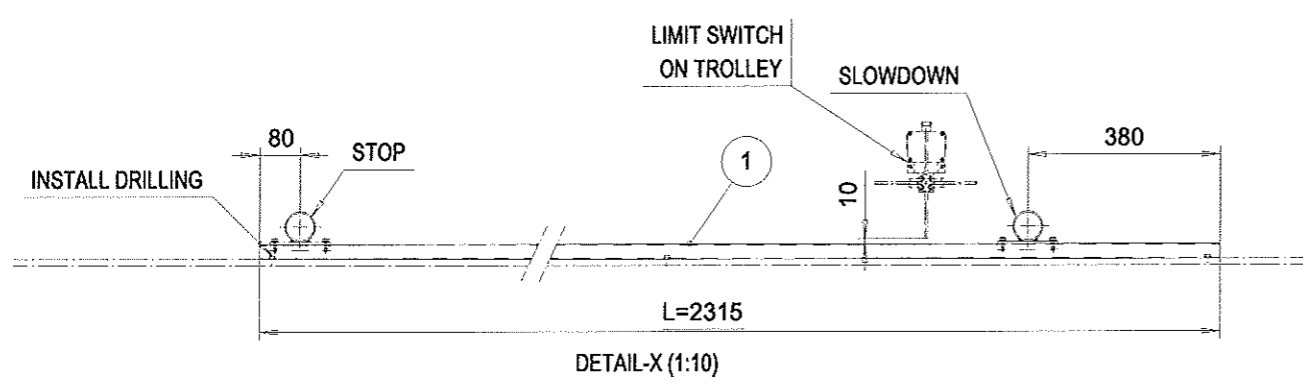 LIMIT SWITCH
ON TROLLEY
SLOWDOWN
80
STOP
1
380
INSTALL DRILLING
10
L=2315
DETAIL-X (1:10)